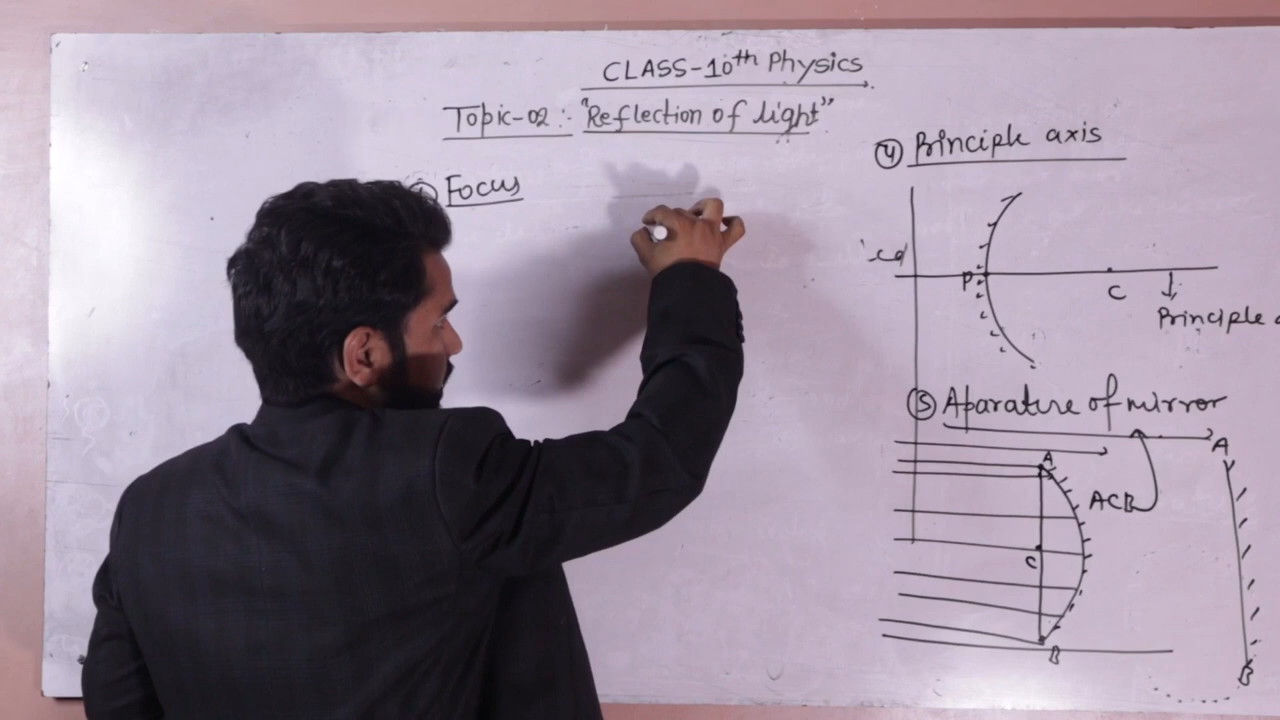 CLASS-10th Physics
Topic-02:- "Reflection of light"
Focus
④ Principle axis
P
C
Principle
⑤ Aparature of mirror
A
A
ACB
C
B
B